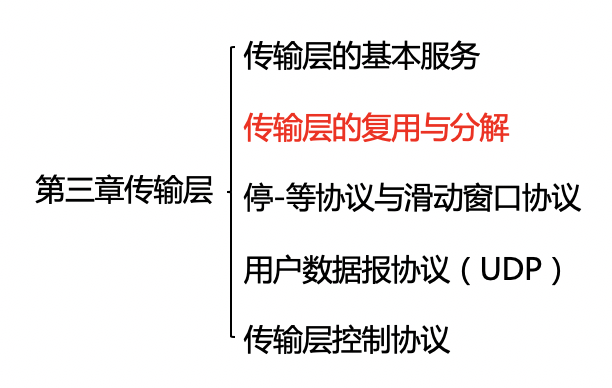 传输层的基本服务
传输层的复用与分解
第三章传输层
停-等协议与滑动窗口协议
用户数据报协议（UDP）
传输层控制协议